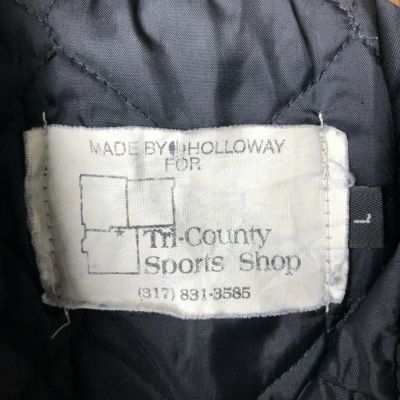 MADE BY HOLLOWAY
FOR
Tri-County
Sports Shop
(317) 831-3585
L